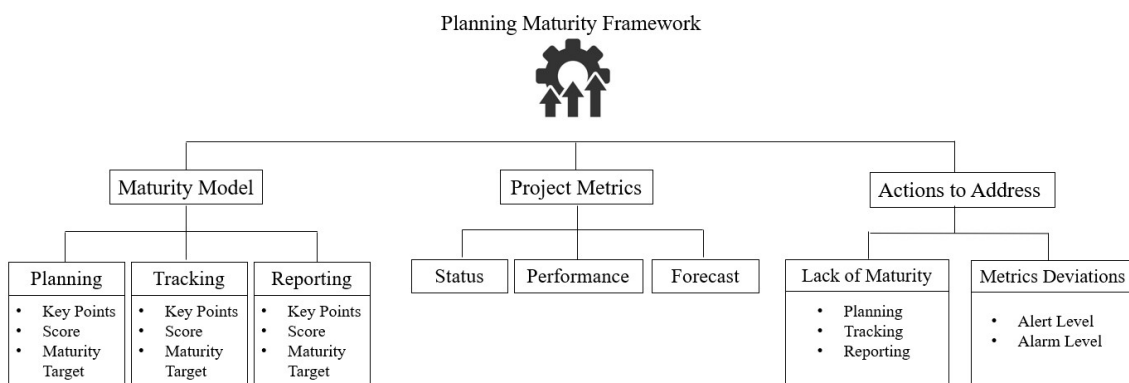 Planning Maturity Framework
Maturity Model
Project Metrics
Actions to Address
Planning
• Key Points
• Score
• Maturity
Target
Tracking
• Key Points
• Score
• Maturity
Target
Reporting
• Key Points
• Score
• Maturity
Target
Status
Performance
Forecast
Lack of Maturity
• Planning
• Tracking
• Reporting
Metrics Deviations
• Alert Level
• Alarm Level